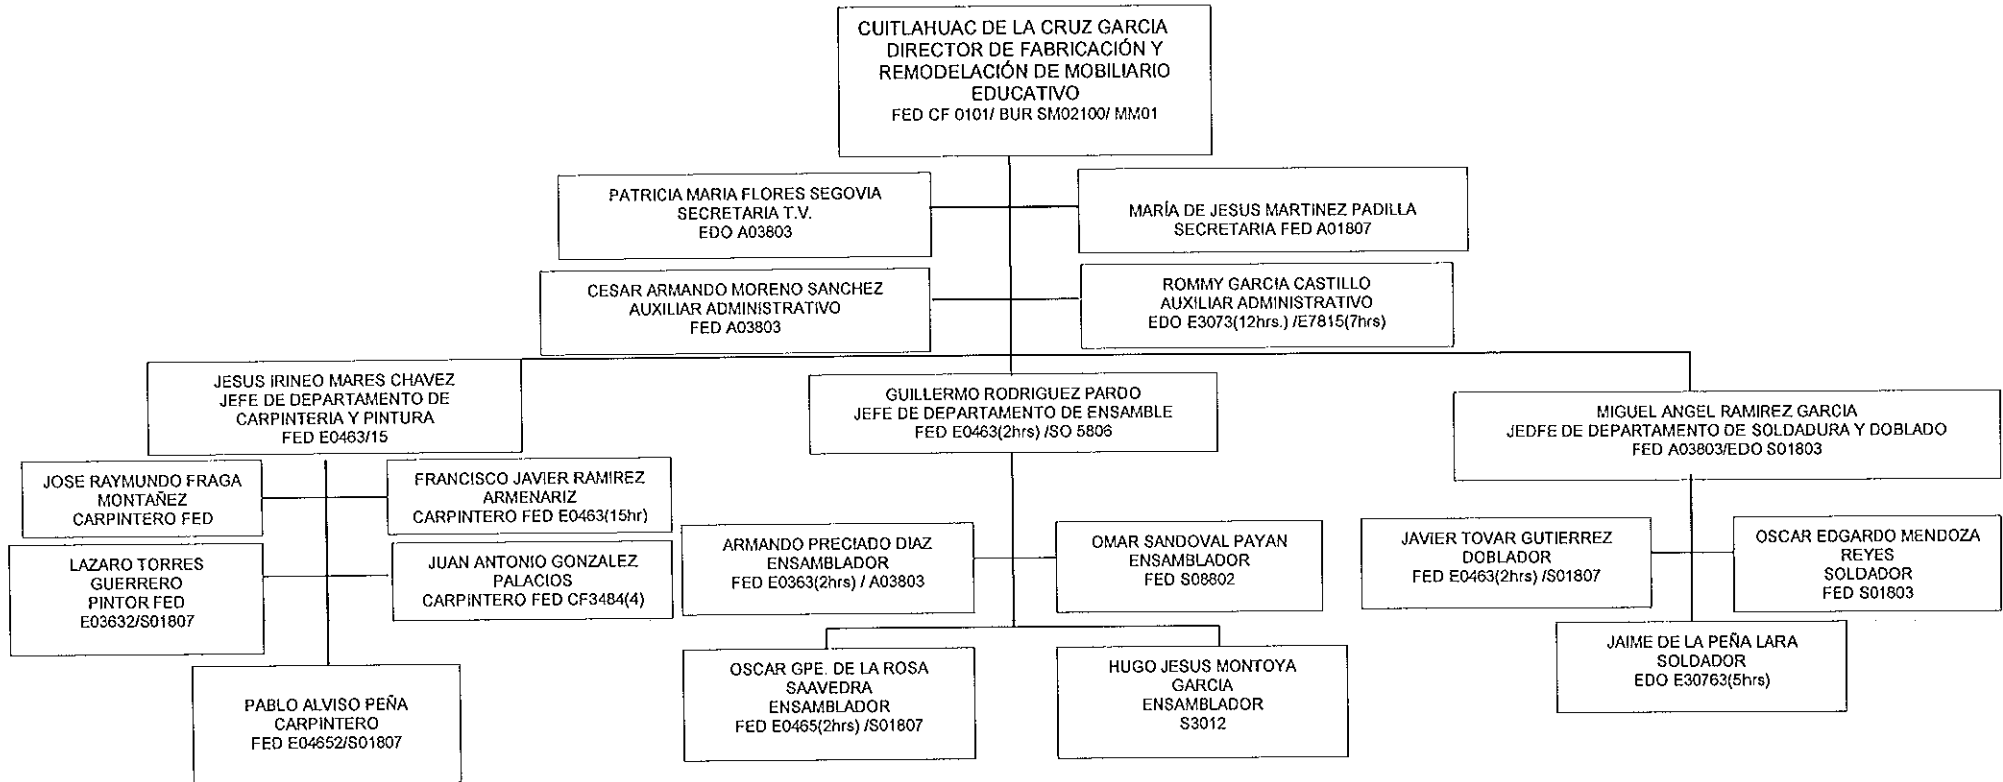 CUITLAHUAC DE LA CRUZ GARCIA
DIRECTOR DE FABRICACIÓN Y
REMODELACIÓN DE MOBILIARIO
EDUCATIVO
FED CF 0101/ BUR SM02100/ MM01
PATRICIA MARIA FLORES SEGOVIA
SECRETARIA T.V.
EDO A03803
MARÍA DE JESUS MARTINEZ PADILLA
SECRETARIA FED A01807
CESAR ARMANDO MORENO SANCHEZ
AUXILIAR ADMINISTRATIVO
FED A03803
ROMMY GARCIA CASTILLO
AUXILIAR ADMINISTRATIVO
EDO E3073(12hrs.) /E7815(7hrs)
JESUS IRINEO MARES CHAVEZ
JEFE DE DEPARTAMENTO DE
CARPINTERIA Y PINTURA
FED E0463/15
GUILLERMO RODRIGUEZ PARDO
JEFE DE DEPARTAMENTO DE ENSAMBLE
FED E0463(2hrs) /SO 5806
MIGUEL ANGEL RAMIREZ GARCIA
JEDFE DE DEPARTAMENTO DE SOLDADURA Y DOBLADO
FED A03803/EDO S01803
JOSE RAYMUNDO FRAGA
MONTAÑEZ
CARPINTERO FED
FRANCISCO JAVIER RAMIREZ
ARMENARIZ
CARPINTERO FED E0463(15hr)
LAZARO TORRES
GUERRERO
PINTOR FED
E03632/S01807
JUAN ANTONIO GONZALEZ
PALACIOS
CARPINTERO FED CF3484(4)
PABLO ALVISO PEÑA
CARPINTERO
FED E04652/S01807
ARMANDO PRECIADO DIAZ
ENSAMBLADOR
FED E0363(2hrs) / A03803
OMAR SANDOVAL PAYAN
ENSAMBLADOR
FED S08802
OSCAR GPE. DE LA ROSA
SAAVEDRA
ENSAMBLADOR
FED E0465(2hrs) /S01807
HUGO JESUS MONTOYA
GARCIA
ENSAMBLADOR
S3012
JAVIER TOVAR GUTIERREZ
DOBLADOR
FED E0463(2hrs) /S01807
OSCAR EDGARDO MENDOZA
REYES
SOLDADOR
FED S01803
JAIME DE LA PEÑA LARA
SOLDADOR
EDO E30763(5hrs)